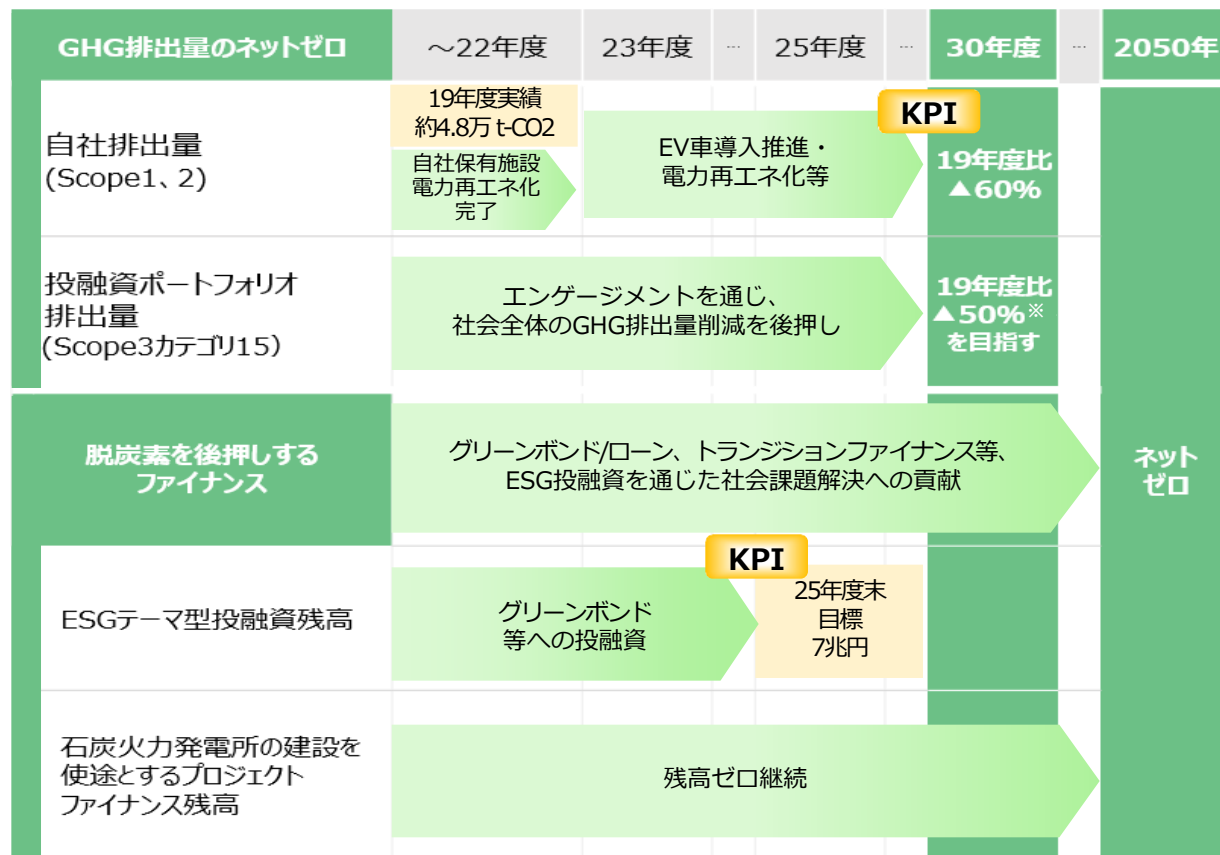 GHG排出量のネットゼロ
～22年度
23年度
…
25年度
…
30年度
…
2050年
自社排出量
(Scope1、2)
19年度実績
約4.8万 t-CO2
自社保有施設
電力再エネ化
完了
EV車導入推進・
電力再エネ化等
KPI
19年度比
▲60%
投融資ポートフォリオ
排出量
(Scope3カテゴリ15)
エンゲージメントを通じ、
社会全体のGHG排出量削減を後押し
19年度比
▲50%※
を目指す
脱炭素を後押しする
ファイナンス
グリーンボンド/ローン、トランジションファイナンス等、
ESG投融資を通じた社会課題解決への貢献
ネット
ゼロ
ESGテーマ型投融資残高
グリーンボンド
等への投融資
KPI
25年度末
目標
7兆円
石炭火力発電所の建設を
使途とするプロジェクト
ファイナンス残高
残高ゼロ継続